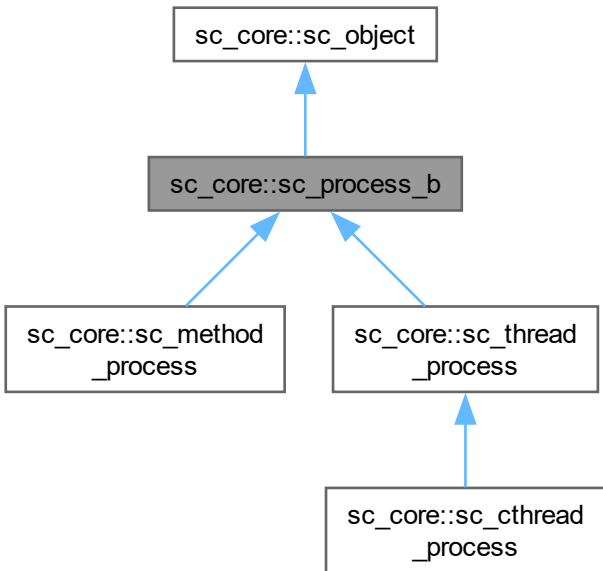 sc_core::sc_object
sc_core::sc_process_b
sc_core::sc_method
_process
sc_core::sc_thread
_process
sc_core::sc_cthread
_process